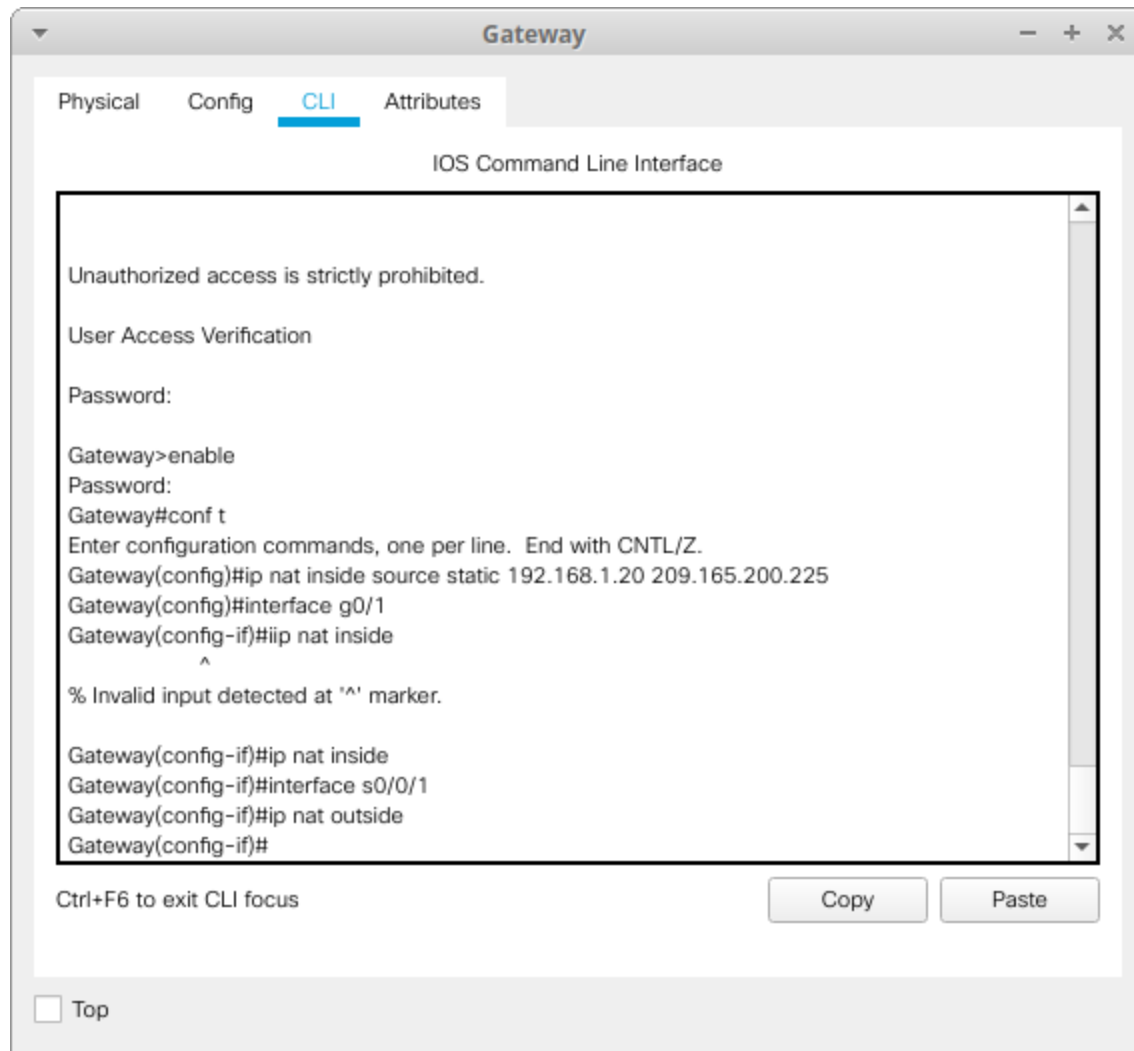 Gateway
Physical Config CLI Attributes
IOS Command Line Interface
Unauthorized access is strictly prohibited.
User Access Verification
Password:
Gateway>enable
Password:
Gateway#conf t
Enter configuration commands, one per line.  End with CNTL/Z.
Gateway(config)#ip nat inside source static 192.168.1.20 209.165.200.225
Gateway(config)#interface g0/1
Gateway(config-if)#iip nat inside
^
% Invalid input detected at '^' marker.
Gateway(config-if)#ip nat inside
Gateway(config-if)#interface s0/0/1
Gateway(config-if)#ip nat outside
Gateway(config-if)#
Ctrl+F6 to exit CLI focus
Copy Paste
Top